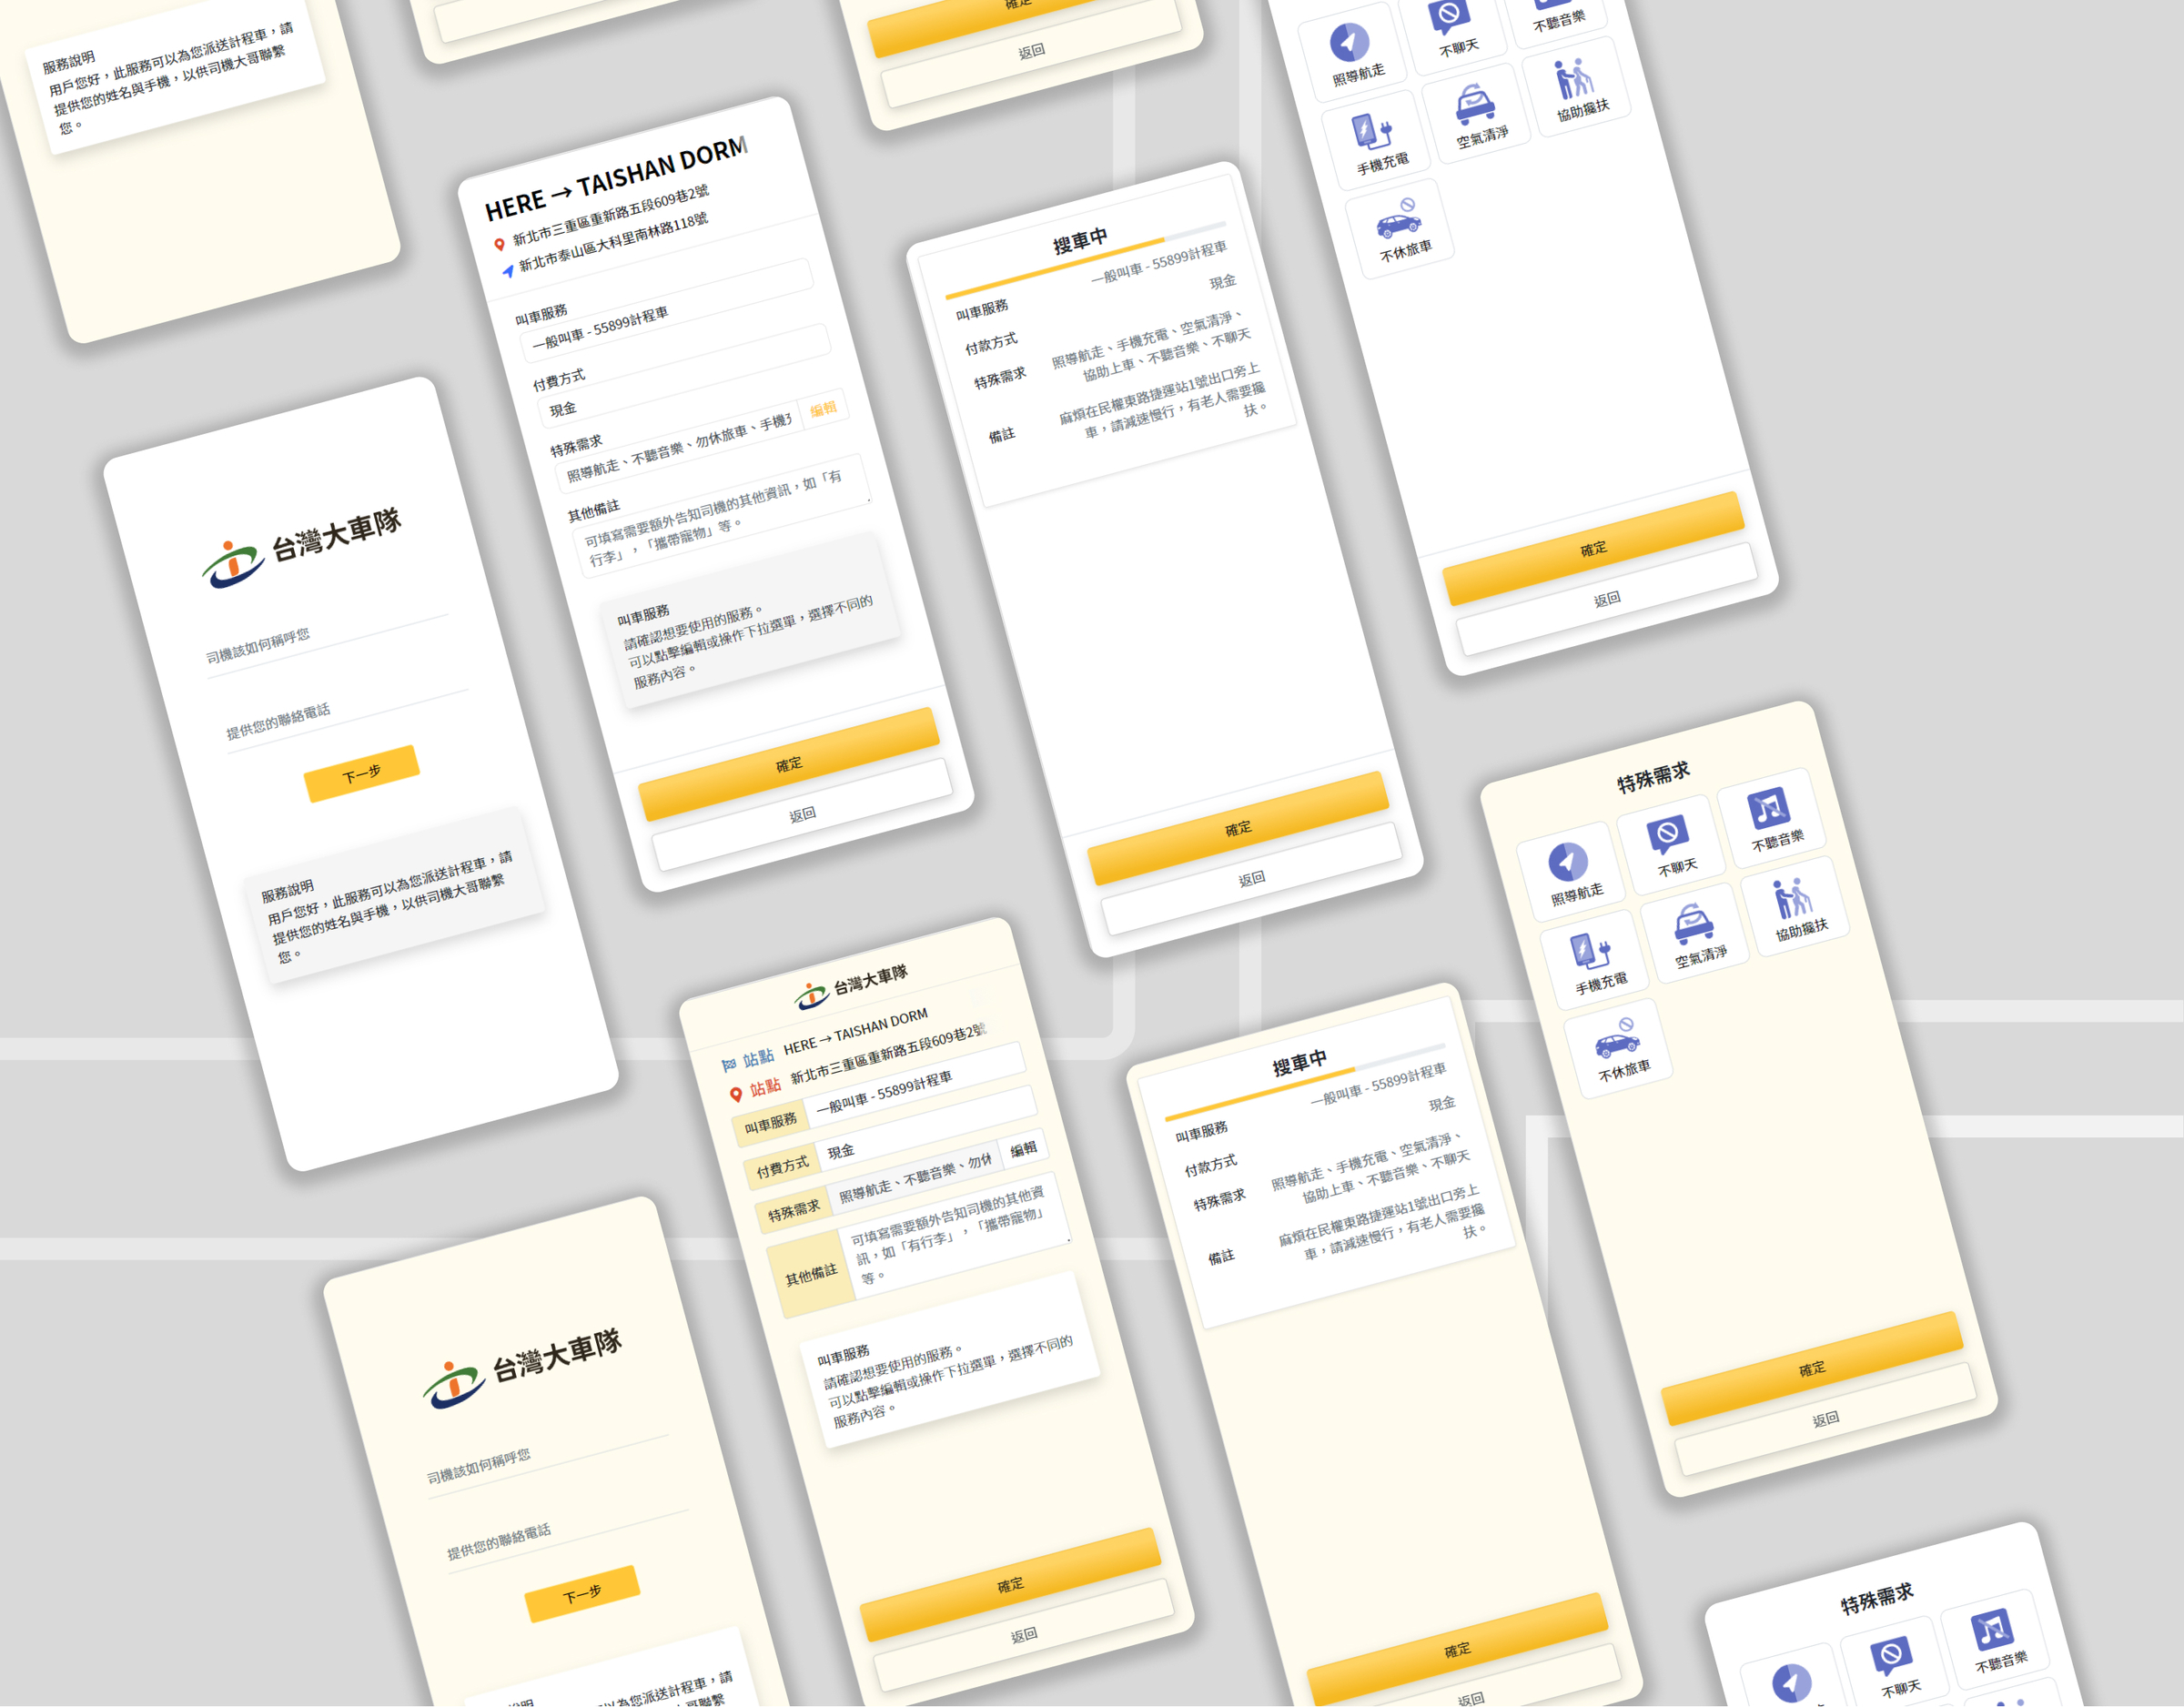 服務說明
用戶您好，此服務可以為您派送計程車，請
提供您的姓名與手機，以供司機大哥聯繫
您。
確定
返回
照導航走
不聊天
不聽音樂
手機充電
空氣清淨
協助攙扶
不休旅車
確定
返回
HERE → TAISHAN DORM
新北市三重區重新路五段609巷2號
新北市泰山區大科里南林路118號
叫車服務
一般叫車 - 55899計程車
付費方式
現金
特殊需求
照導航走、不聽音樂、勿休旅車、手機
編輯
其他備註
可填寫需要額外告知司機的其他資訊，如「有
行李」，「攜帶寵物」等。
叫車服務
請確認想要使用的服務。
可以點擊編輯或操作下拉選單，選擇不同的
服務內容。
確定
返回
搜車中
叫車服務
一般叫車 - 55899計程車
付款方式
現金
特殊需求
照導航走、手機充電、空氣清淨、
協助上車、不聽音樂、不聊天
備註
麻煩在民權東路捷運站1號出口旁上
車，請減速慢行，有老人需要攙
扶。
確定
返回
台灣大車隊
司機該如何稱呼您
提供您的聯絡電話
下一步
服務說明
用戶您好，此服務可以為您派送計程車，請
提供您的姓名與手機，以供司機大哥聯繫
您。
特殊需求
照導航走
不聊天
不聽音樂
手機充電
空氣清淨
協助攙扶
不休旅車
確定
返回
台灣大車隊
站點
HERE → TAISHAN DORM
站點
新北市三重區重新路五段609巷2號
叫車服務
一般叫車 - 55899計程車
付費方式
現金
特殊需求
照導航走、不聽音樂、勿休
編輯
其他備註
可填寫需要額外告知司機的其他資
訊，如「有行李」，「攜帶寵物」
等。
叫車服務
請確認想要使用的服務。
可以點擊編輯或操作下拉選單，選擇不同的
服務內容。
確定
返回
搜車中
叫車服務
一般叫車 - 55899計程車
付款方式
現金
特殊需求
照導航走、手機充電、空氣清淨、
協助上車、不聽音樂、不聊天
備註
麻煩在民權東路捷運站1號出口旁上
車，請減速慢行，有老人需要攙
扶。
確定
返回
台灣大車隊
司機該如何稱呼您
提供您的聯絡電話
下一步
說明
以為您派送計程車，請
哥聯繫
特殊需求
不聊天
不聽音樂